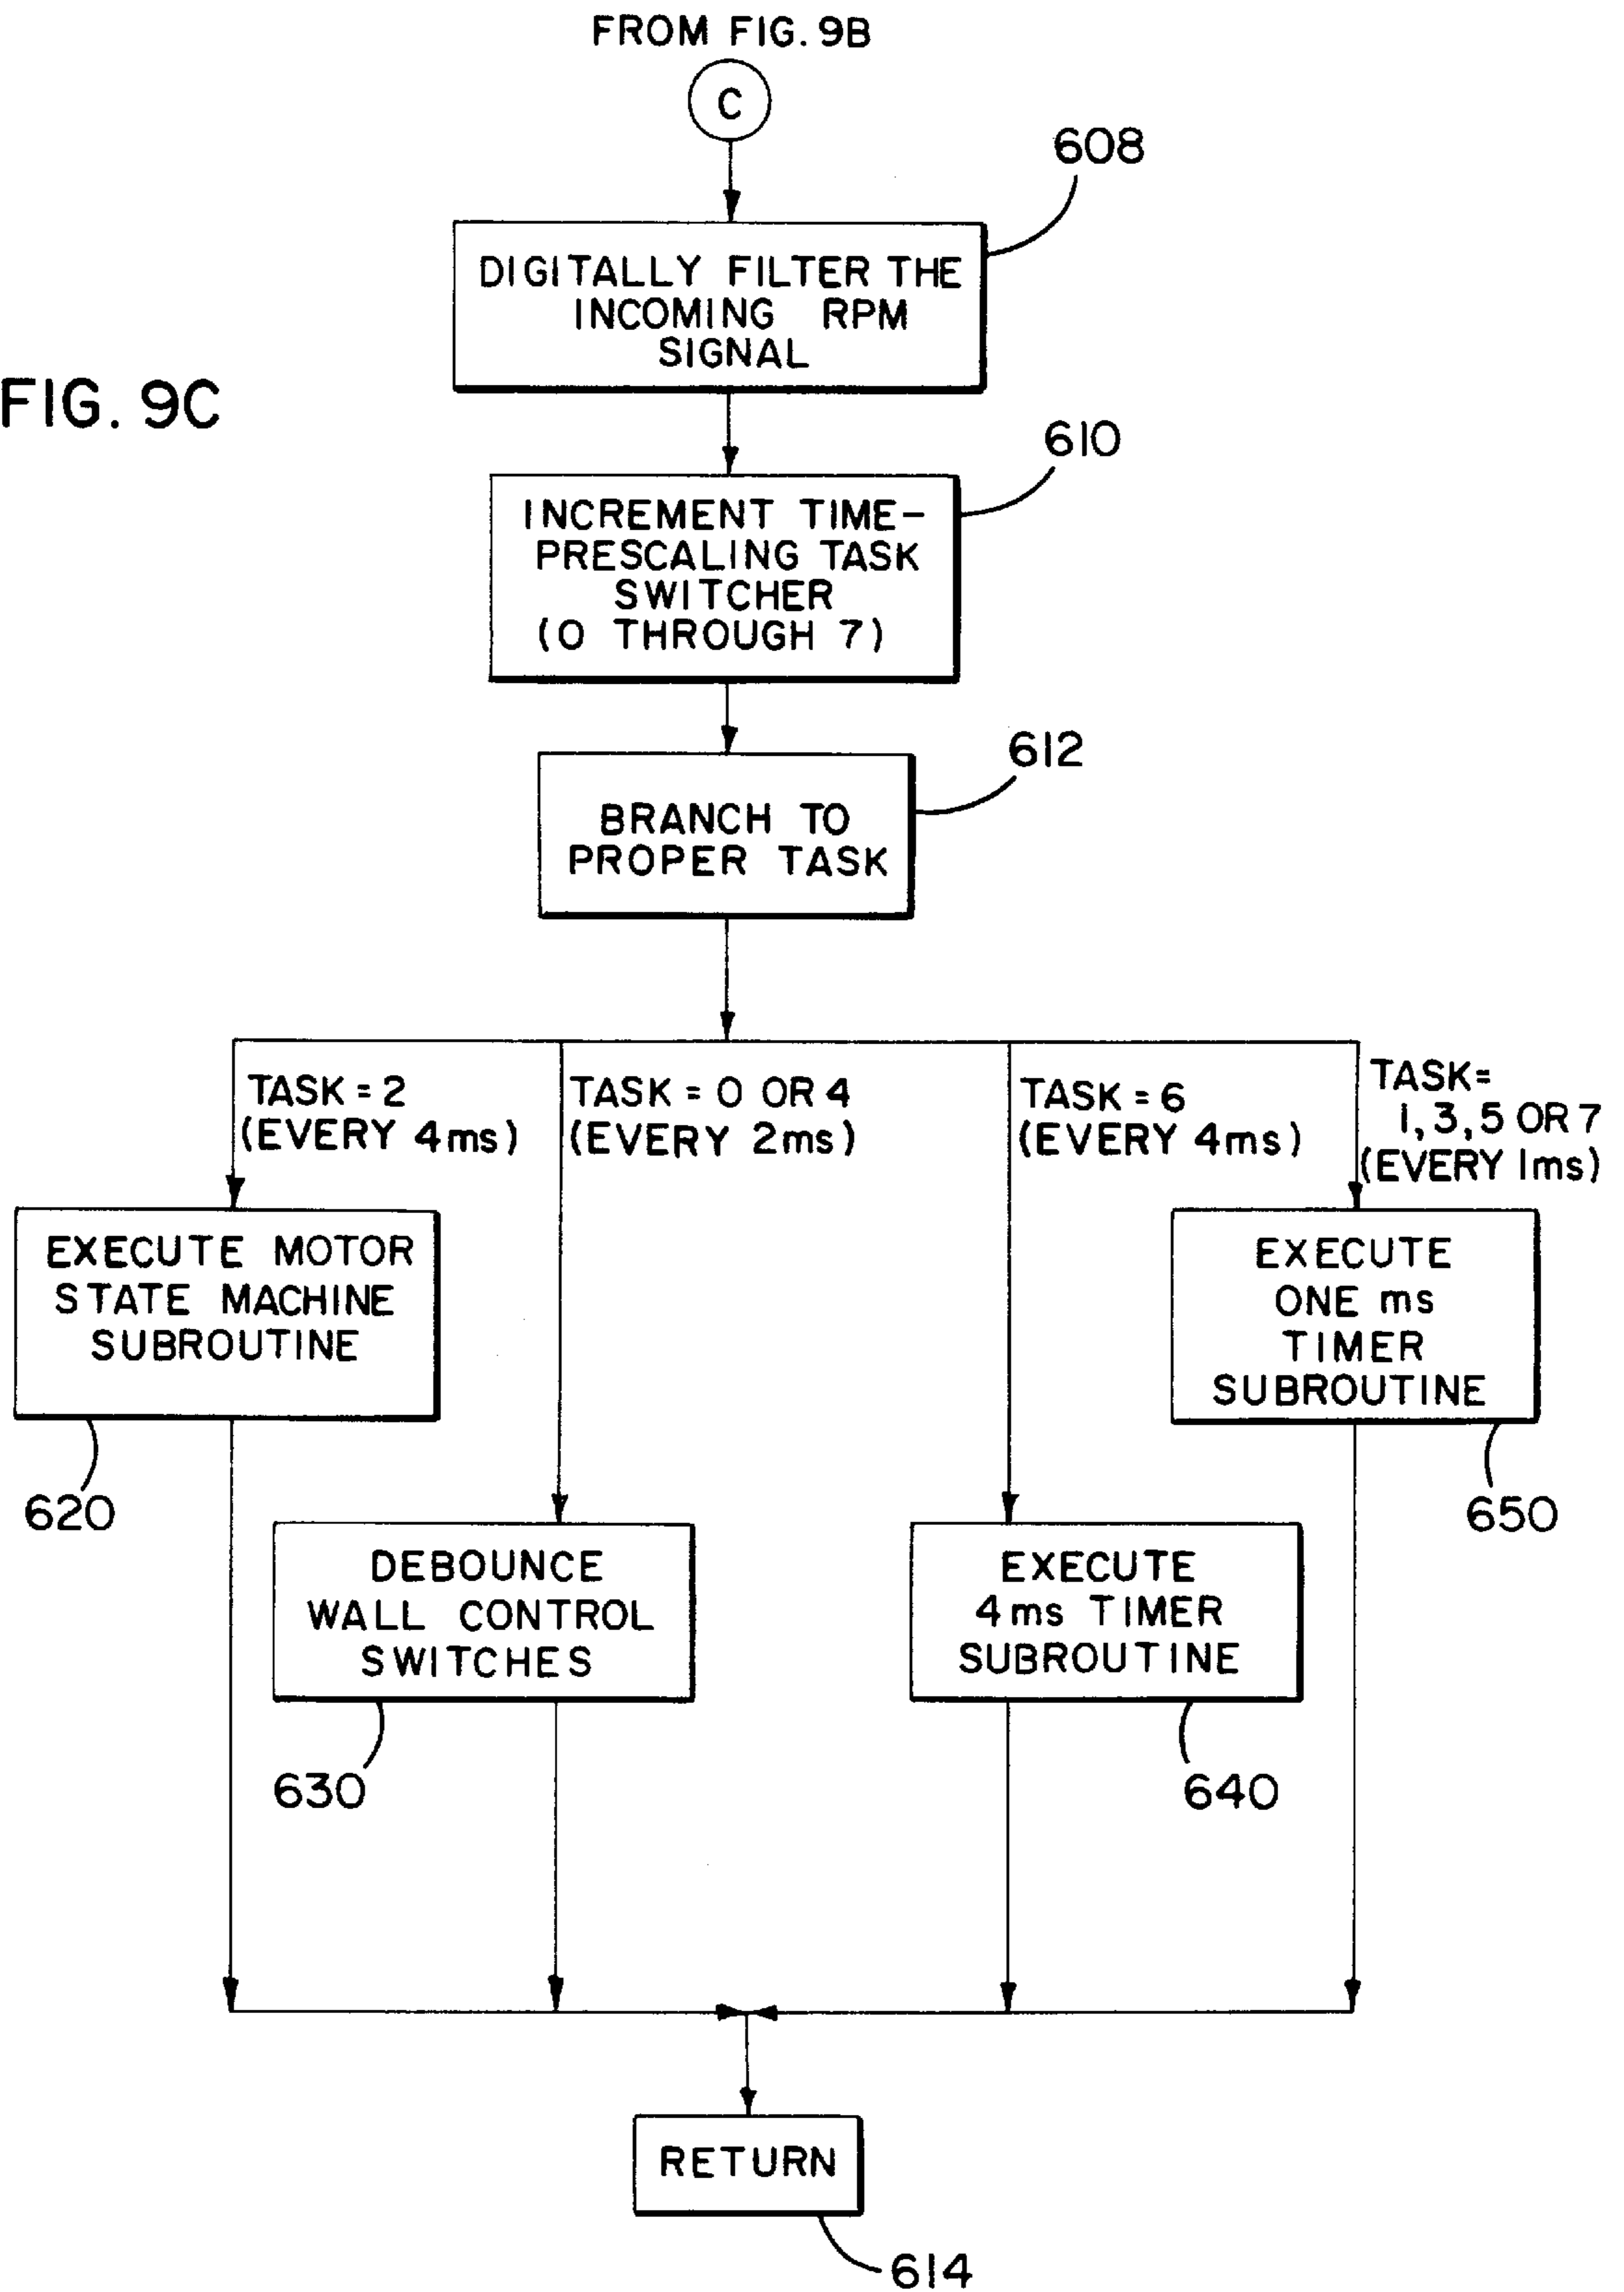 FROM FIG. 9B
C
608
DIGITALLY FILTER THE
INCOMING RPM
SIGNAL
FIG. 9C
610
INCREMENT TIME-
PRESCALING TASK
SWITCHER
(0 THROUGH 7)
612
BRANCH TO
PROPER TASK
TASK = 2
(EVERY 4ms)
TASK = 0 OR 4
(EVERY 2ms)
TASK = 6
(EVERY 4ms)
TASK=
1, 3, 5 OR 7
(EVERY 1ms)
EXECUTE MOTOR
STATE MACHINE
SUBROUTINE
620
EXECUTE
ONE ms
TIMER
SUBROUTINE
650
DEBOUNCE
WALL CONTROL
SWITCHES
630
EXECUTE
4ms TIMER
SUBROUTINE
640
RETURN
614